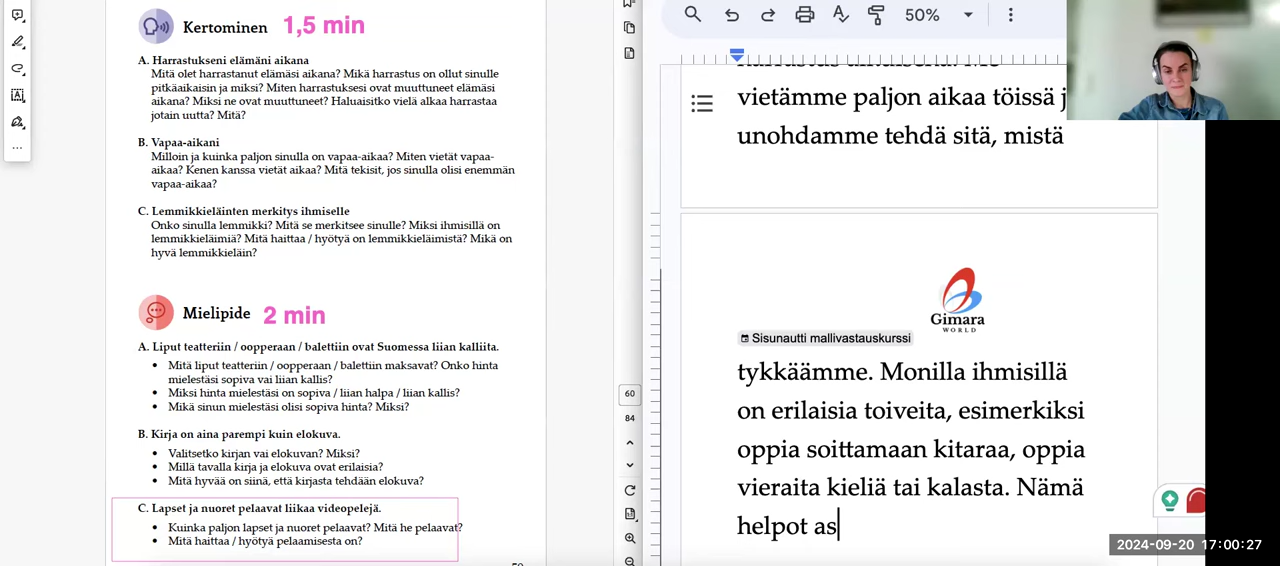 Kertominen 1,5 min
A. Harrastukseni elämäni aikana
Mitä olet harrastanut elämäsi aikana? Mikä harrastus on ollut sinulle
pitkäaikaisin ja miksi? Miten harrastuksesi ovat muuttuneet elämäsi
aikana? Miksi ne ovat muuttuneet? Haluaisitko vielä alkaa harrastaa
jotain uutta? Mitä?
B. Vapaa-aikani
Milloin ja kuinka paljon sinulla on vapaa-aikaa? Miten vietät vapaa-
aikaa? Kenen kanssa vietät aikaa? Mitä tekisit, jos sinulla olisi enemmän
vapaa-aikaa?
C. Lemmikkieläinten merkitys ihmiselle
Onko sinulla lemmikki? Mitä se merkitsee sinulle? Miksi ihmisillä on
lemmikkieläimiä? Mitä haittaa / hyötyä on lemmikkieläimistä? Mikä on
hyvä lemmikkieläin?
Mielipide 2 min
A. Liput teatteriin / oopperaan / balettiin ovat Suomessa liian kalliita.
• Mitä liput teatteriin / oopperaan / balettiin maksavat? Onko hinta
mielestäsi sopiva vai liian kallis?
• Miksi hinta mielestäsi on sopiva / liian halpa / liian kallis?
• Mikä sinun mielestäsi olisi sopiva hinta? Miksi?
B. Kirja on aina parempi kuin elokuva.
• Valitsetko kirjan vai elokuvan? Miksi?
• Millä tavalla kirja ja elokuva ovat erilaisia?
• Mitä hyvää on siinä, että kirjasta tehdään elokuva?
C. Lapset ja nuoret pelaavat liikaa videopelejä.
• Kuinka paljon lapset ja nuoret pelaavat? Mitä he pelaavat?
• Mitä haittaa / hyötyä pelaamisesta on?
60
84
50%
vietämme paljon aikaa töissä j
unohdamme tehdä sitä, mistä
Gimara
WORLD
Sisunautti mallivastauskurssi
tykkäämme. Monilla ihmisillä
on erilaisia toiveita, esimerkiksi
oppia soittamaan kitaraa, oppia
vieraita kieliä tai kalasta. Nämä
helpot as
2024-09-20 17:00:27